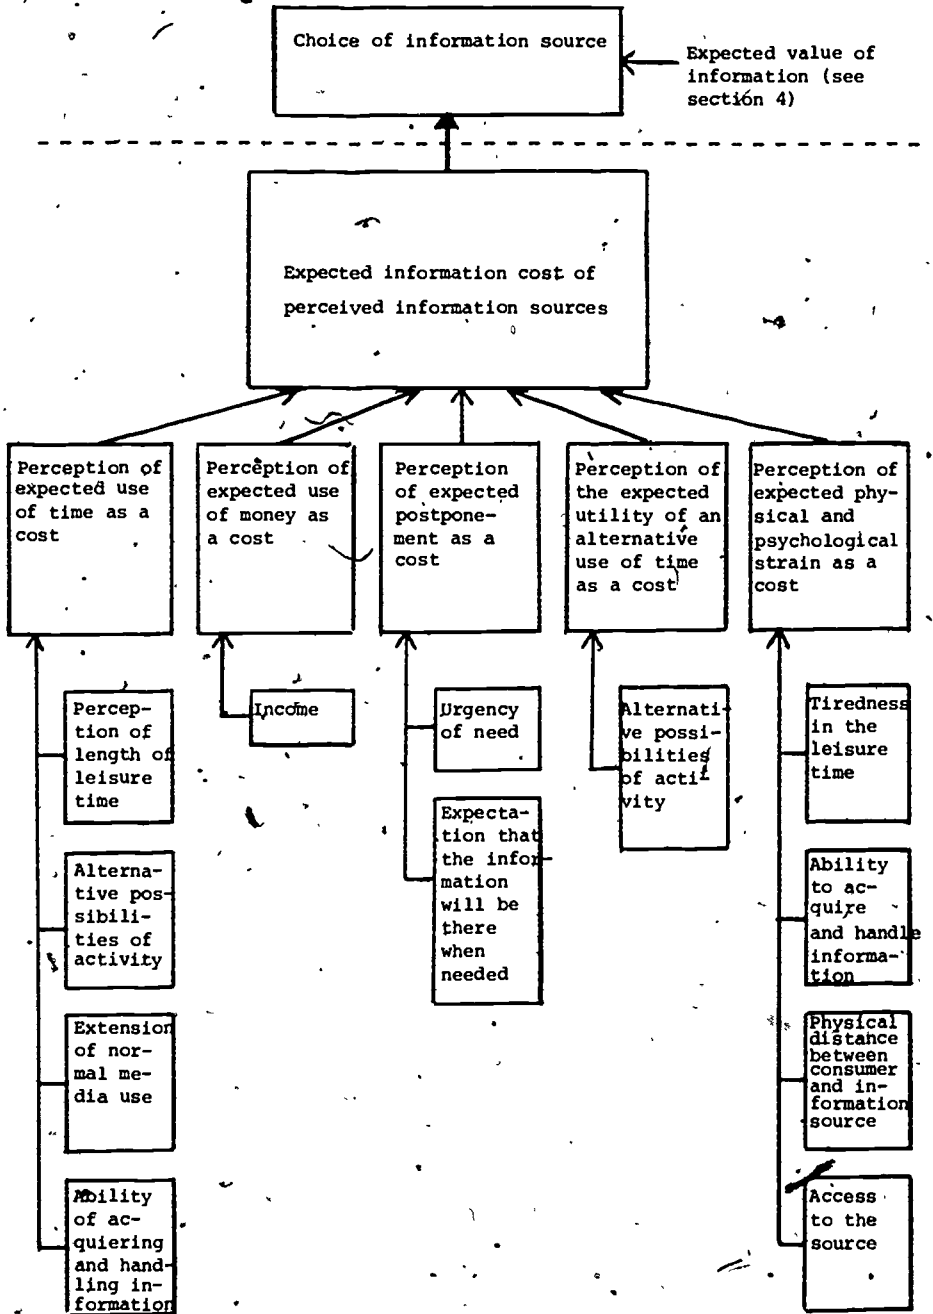 Choice of information source
Expected value of
information (see
section 4)
Expected information cost of
perceived information sources
Perception of
expected use
of time as a
cost
Perception of
expected use
of money as
a cost
Perception
of expected
postpone-
ment as a
cost
Perception of
the expected
utility of an
alternative
use of time
as a cost
Perception of
expected phy-
sical and
psychological
strain as a
cost
Percep-
tion of
length of
leisure
time
Alterna-
tive pos-
sibili-
ties of
activity
Extension
of nor-
mal me-
dia use
Ability
of ac-
quiering
and hand-
ling in-
formation
Income
Urgency
of need
Expecta-
tion that
the infor-
mation
will be
there
when
needed
Alternati-
ve possi-
bilities
of acti-
vity
Tiredness
in the
leisure
time
Ability
to ac-
quire
and handle
informa-
tion
Physical
distance
between
consumer
and in-
formation
source
Access
to the
source